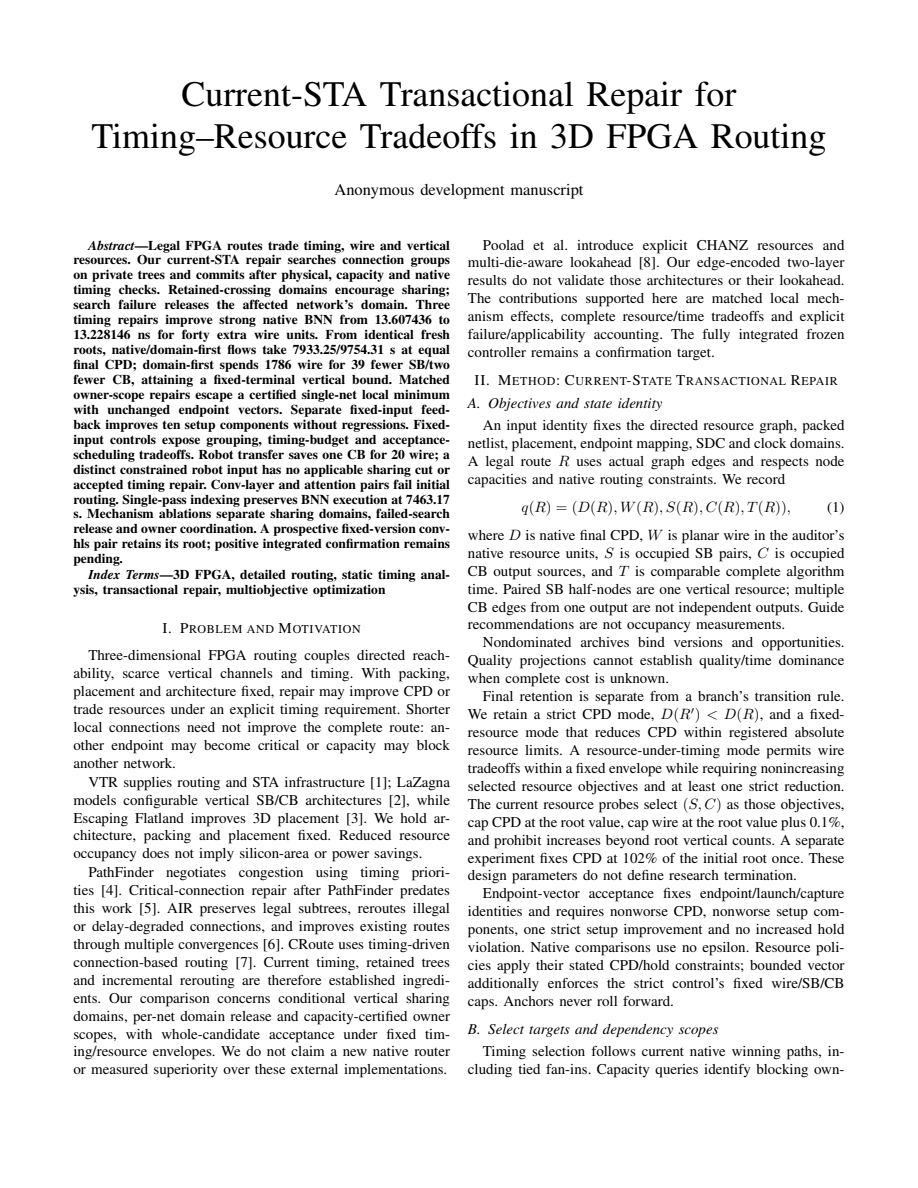 Current-STA Transactional Repair for
Timing–Resource Tradeoffs in 3D FPGA Routing
Anonymous development manuscript
Abstract—Legal FPGA routes trade timing, wire and vertical
resources. Our current-STA repair searches connection groups
on private trees and commits after physical, capacity and native
timing checks. Retained-crossing domains encourage sharing;
search failure releases the affected network's domain. Three
timing repairs improve strong native BNN from 13.607436 to
13.228146 ns for forty extra wire units. From identical fresh
roots, native/domain-first flows take 7933.25/9754.31 s at equal
final CPD; domain-first spends 1786 wire for 39 fewer SB/two
fewer CB, attaining a fixed-terminal vertical bound. Matched
owner-scope repairs escape a certified single-net local minimum
with unchanged endpoint vectors. Separate fixed-input feed-
back improves ten setup components without regressions. Fixed-
input controls expose grouping, timing-budget and acceptance-
scheduling tradeoffs. Robot transfer saves one CB for 20 wire; a
distinct constrained robot input has no applicable sharing cut or
accepted timing repair. Conv-layer and attention pairs fail initial
routing. Single-pass indexing preserves BNN execution at 7463.17
s. Mechanism ablations separate sharing domains, failed-search
release and owner coordination. A prospective fixed-version conv-
hls pair retains its root; positive integrated confirmation remains
pending.
Index Terms—3D FPGA, detailed routing, static timing anal-
ysis, transactional repair, multiobjective optimization
I. PROBLEM AND MOTIVATION
Three-dimensional FPGA routing couples directed reach-
ability, scarce vertical channels and timing. With packing,
placement and architecture fixed, repair may improve CPD or
trade resources under an explicit timing requirement. Shorter
local connections need not improve the complete route: an-
other endpoint may become critical or capacity may block
another network.
VTR supplies routing and STA infrastructure [1]; LaZagna
models configurable vertical SB/CB architectures [2], while
Escaping Flatland improves 3D placement [3]. We hold ar-
chitecture, packing and placement fixed. Reduced resource
occupancy does not imply silicon-area or power savings.
PathFinder negotiates congestion using timing priori-
ties [4]. Critical-connection repair after PathFinder predates
this work [5]. AIR preserves legal subtrees, reroutes illegal
or delay-degraded connections, and improves existing routes
through multiple convergences [6]. CRoute uses timing-driven
connection-based routing [7]. Current timing, retained trees
and incremental rerouting are therefore established ingredi-
ents. Our comparison concerns conditional vertical sharing
domains, per-net domain release and capacity-certified owner
scopes, with whole-candidate acceptance under fixed tim-
ing/resource envelopes. We do not claim a new native router
or measured superiority over these external implementations.
Poolad et al. introduce explicit CHANZ resources and
multi-die-aware lookahead [8]. Our edge-encoded two-layer
results do not validate those architectures or their lookahead.
The contributions supported here are matched local mech-
anism effects, complete resource/time tradeoffs and explicit
failure/applicability accounting. The fully integrated frozen
controller remains a confirmation target.
II. METHOD: CURRENT-STATE TRANSACTIONAL REPAIR
A. Objectives and state identity
An input identity fixes the directed resource graph, packed
netlist, placement, endpoint mapping, SDC and clock domains.
A legal route R uses actual graph edges and respects node
capacities and native routing constraints. We record
q(R) = (D(R), W(R), S(R), C(R), T(R)), (1)
where D is native final CPD, W is planar wire in the auditor's
native resource units, S is occupied SB pairs, C is occupied
CB output sources, and T is comparable complete algorithm
time. Paired SB half-nodes are one vertical resource; multiple
CB edges from one output are not independent outputs. Guide
recommendations are not occupancy measurements.
Nondominated archives bind versions and opportunities.
Quality projections cannot establish quality/time dominance
when complete cost is unknown.
Final retention is separate from a branch's transition rule.
We retain a strict CPD mode, D(R′) < D(R), and a fixed-
resource mode that reduces CPD within registered absolute
resource limits. A resource-under-timing mode permits wire
tradeoffs within a fixed envelope while requiring nonincreasing
selected resource objectives and at least one strict reduction.
The current resource probes select (S, C) as those objectives,
cap CPD at the root value, cap wire at the root value plus 0.1%,
and prohibit increases beyond root vertical counts. A separate
experiment fixes CPD at 102% of the initial root once. These
design parameters do not define research termination.
Endpoint-vector acceptance fixes endpoint/launch/capture
identities and requires nonworse CPD, nonworse setup com-
ponents, one strict setup improvement and no increased hold
violation. Native comparisons use no epsilon. Resource poli-
cies apply their stated CPD/hold constraints; bounded vector
additionally enforces the strict control's fixed wire/SB/CB
caps. Anchors never roll forward.
B. Select targets and dependency scopes
Timing selection follows current native winning paths, in-
cluding tied fan-ins. Capacity queries identify blocking own-